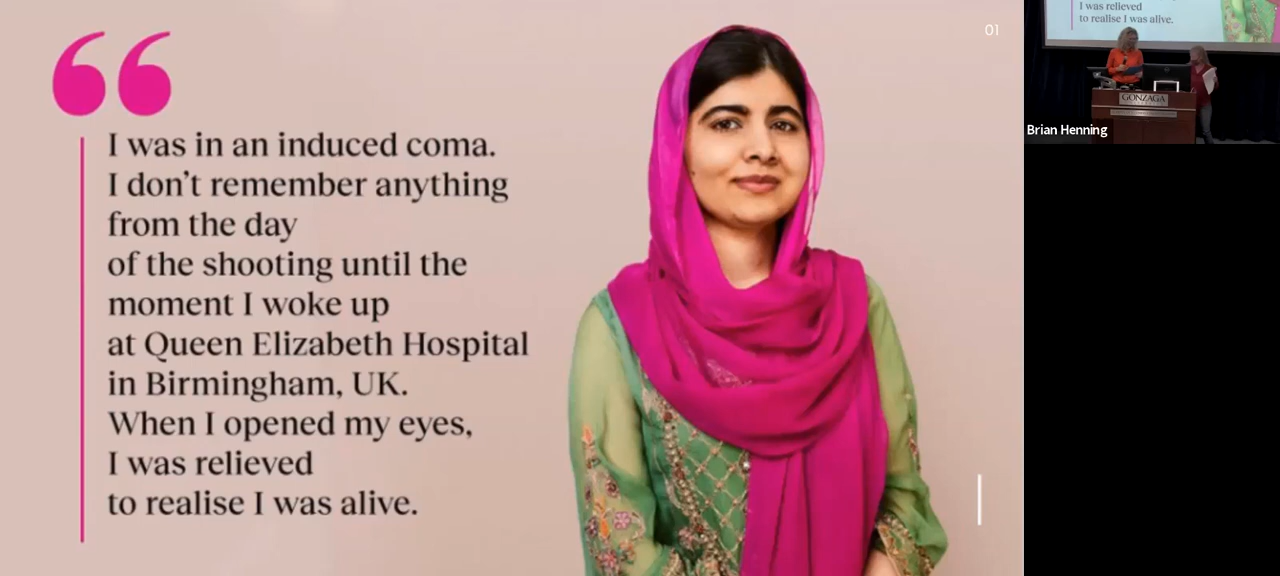 01
I was in an induced coma.
I don’t remember anything
from the day
of the shooting until the
moment I woke up
at Queen Elizabeth Hospital
in Birmingham, UK.
When I opened my eyes,
I was relieved
to realise I was alive.
I was relieved
to realise I was alive.
GONZAGA
Brian Henning